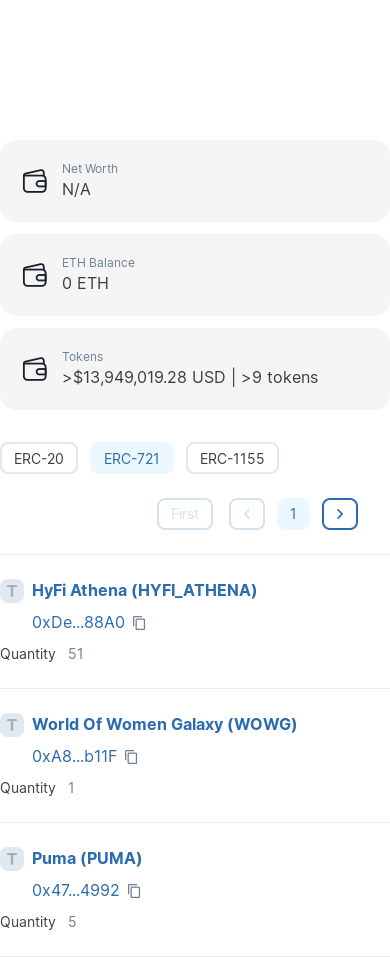 Net Worth
N/A
ETH Balance
0 ETH
Tokens
>$13,949,019.28 USD | >9 tokens
ERC-20 ERC-721 ERC-1155
First 1
T HyFi Athena (HYFI_ATHENA)
0xDe...88A0
Quantity 51
T World Of Women Galaxy (WOWG)
0xA8...b11F
Quantity 1
T Puma (PUMA)
0x47...4992
Quantity 5